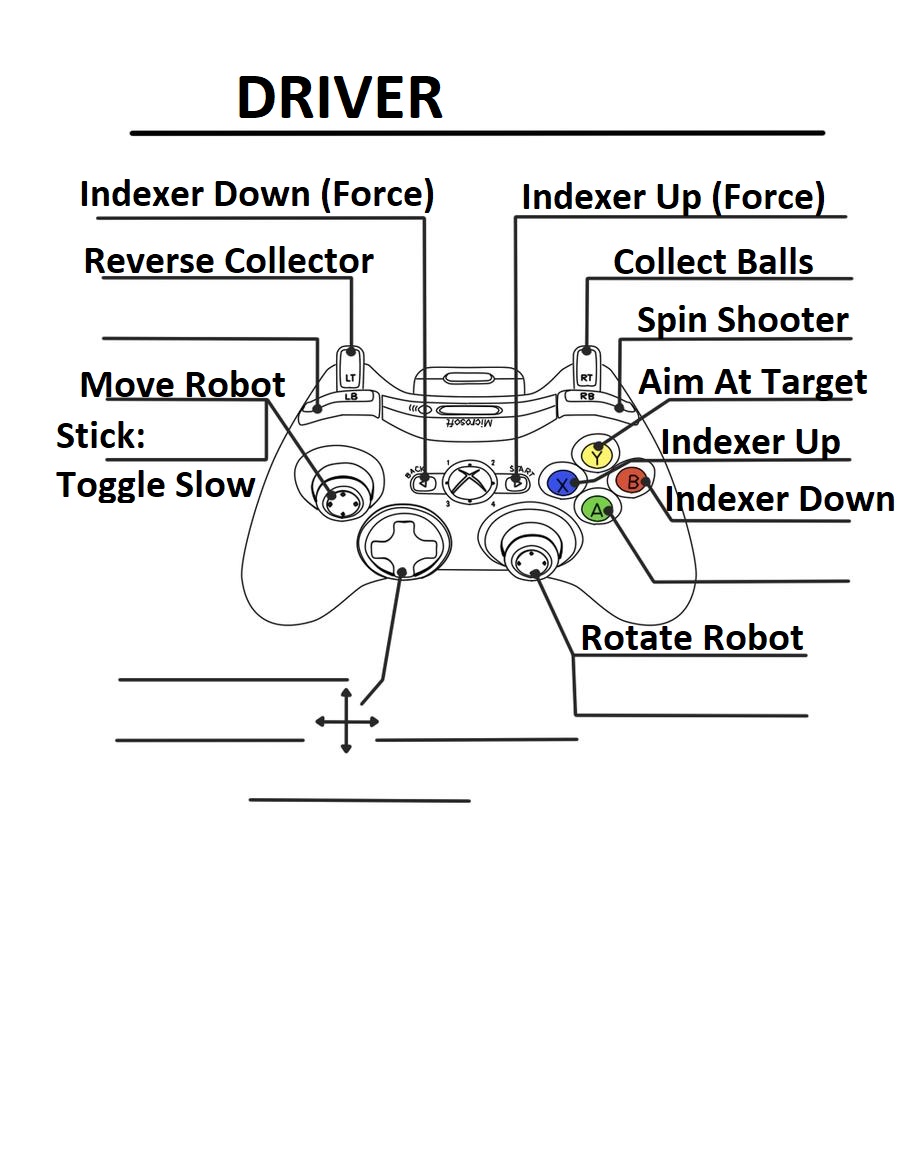 DRIVER
Indexer Down (Force)
Indexer Up (Force)
Reverse Collector
Collect Balls
Spin Shooter
LT
RT
Move Robot
LB
RB
Aim At Target
Microsoft
Stick:
Y
Indexer Up
1
2
BACK
START
Toggle Slow
X
B
Indexer Down
3
4
A
Rotate Robot